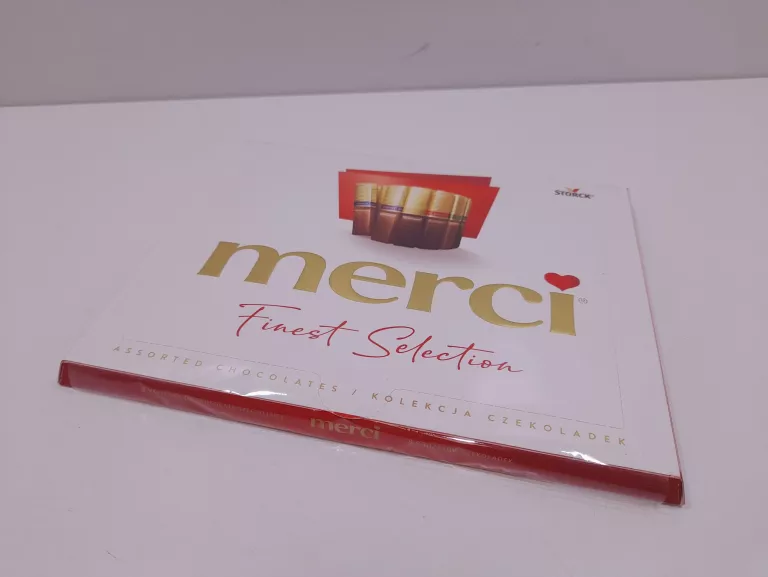 STORCK
merci
Finest Selection
ASSORTED CHOCOLATES / KOLEKCJA CZEKOLADEK
merci